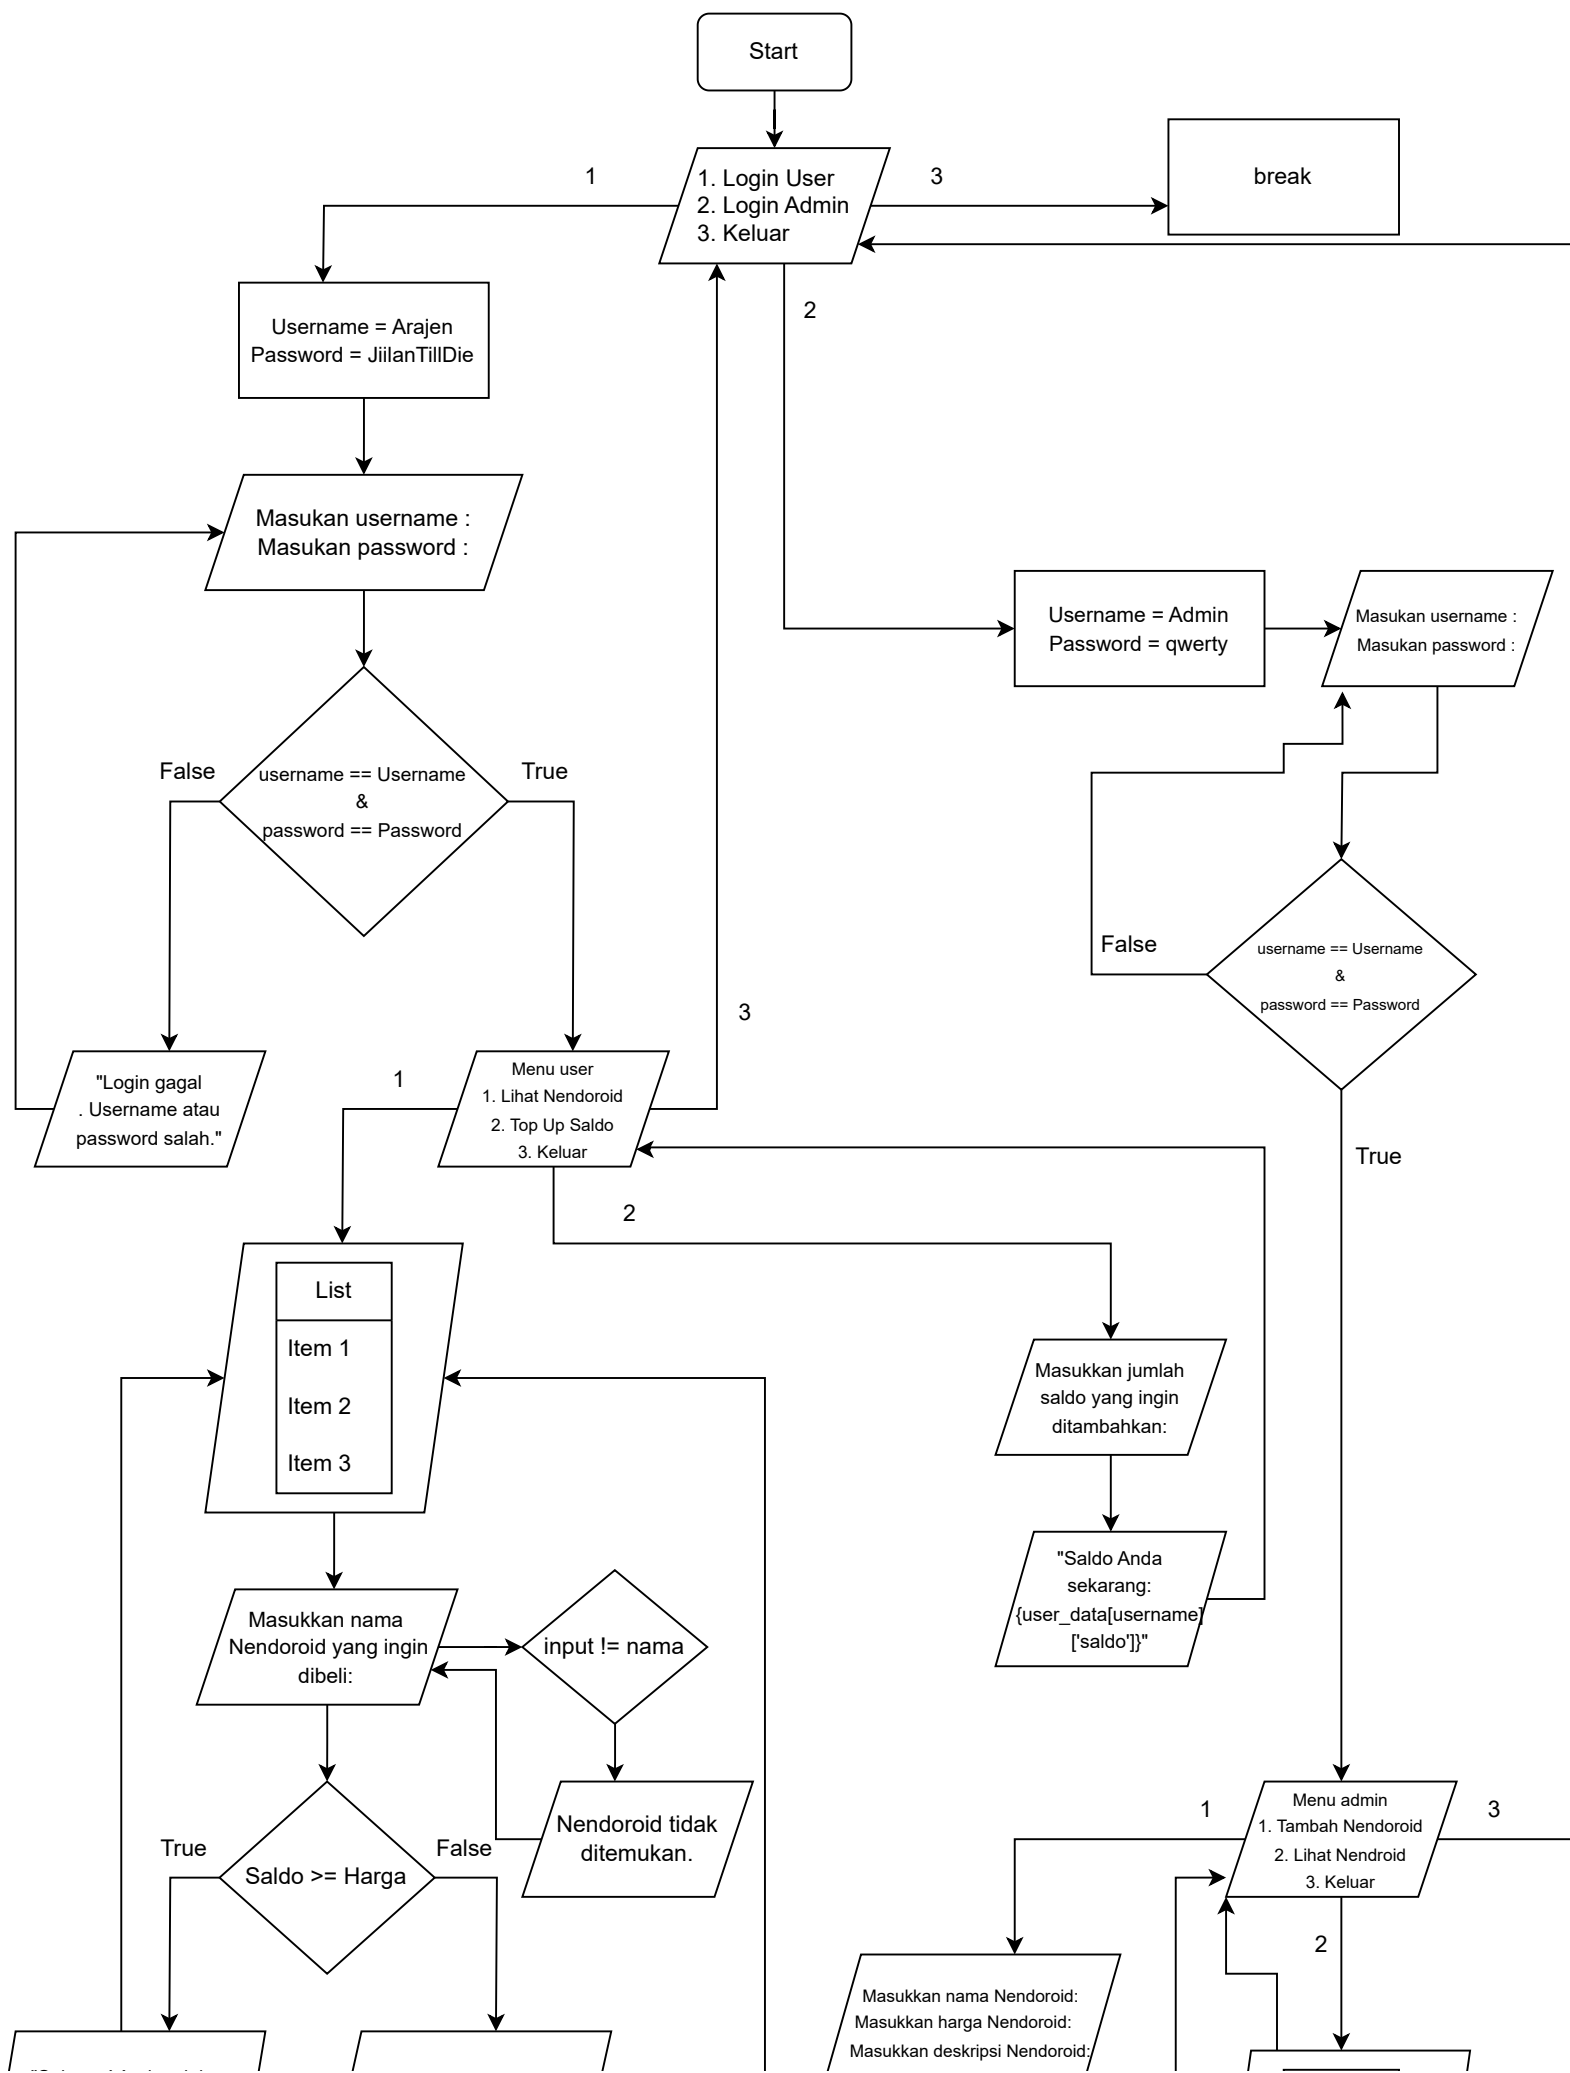 Start
1. Login User
2. Login Admin
3. Keluar
1
3
break
2
Username = Arajen
Password = JiilanTillDie
Masukan username :
Masukan password :
Username = Admin
Password = qwerty
Masukan username :
Masukan password :
False
username == Username
&
password == Password
True
False
username == Username
&
password == Password
True
3
"Login gagal
. Username atau
password salah."
1
Menu user
1. Lihat Nendoroid
2. Top Up Saldo
3. Keluar
2
List
Item 1
Item 2
Item 3
Masukkan jumlah
saldo yang ingin
ditambahkan:
"Saldo Anda
sekarang:
{user_data[username]
['saldo']}"
Masukkan nama
Nendoroid yang ingin
dibeli:
input != nama
Nendoroid tidak
ditemukan.
True
Saldo >= Harga
False
1
Menu admin
1. Tambah Nendoroid
2. Lihat Nendroid
3. Keluar
3
2
Masukkan nama Nendoroid:
Masukkan harga Nendoroid:
Masukkan deskripsi Nendoroid: